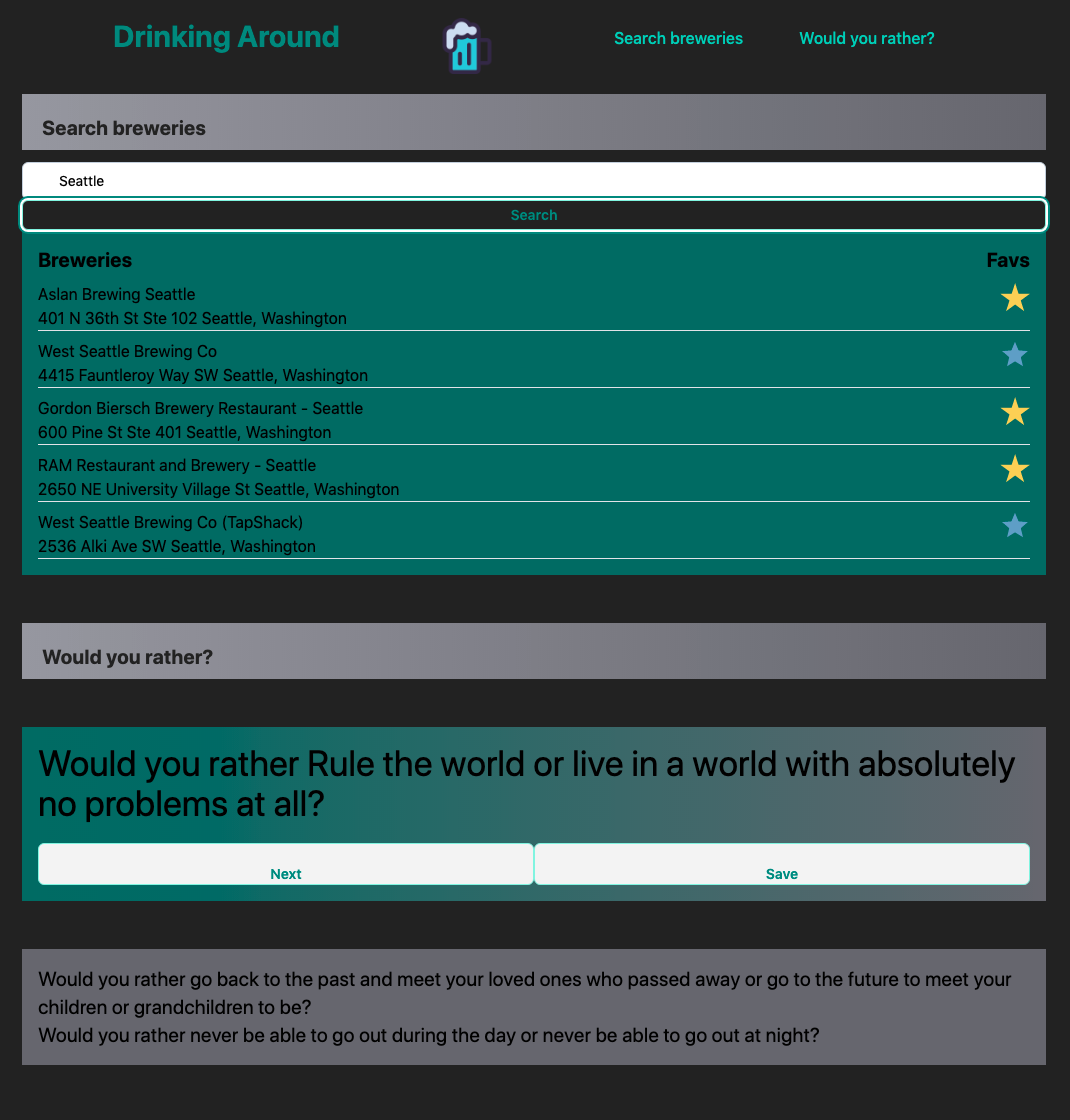 Drinking Around
Search breweries
Would you rather?
Search breweries
Seattle
Search
Breweries
Favs
Aslan Brewing Seattle
401 N 36th St Ste 102 Seattle, Washington
West Seattle Brewing Co
4415 Fauntleroy Way SW Seattle, Washington
Gordon Biersch Brewery Restaurant - Seattle
600 Pine St Ste 401 Seattle, Washington
RAM Restaurant and Brewery - Seattle
2650 NE University Village St Seattle, Washington
West Seattle Brewing Co (TapShack)
2536 Alki Ave SW Seattle, Washington
Would you rather?
Would you rather Rule the world or live in a world with absolutely
no problems at all?
Next
Save
Would you rather go back to the past and meet your loved ones who passed away or go to the future to meet your
children or grandchildren to be?
Would you rather never be able to go out during the day or never be able to go out at night?